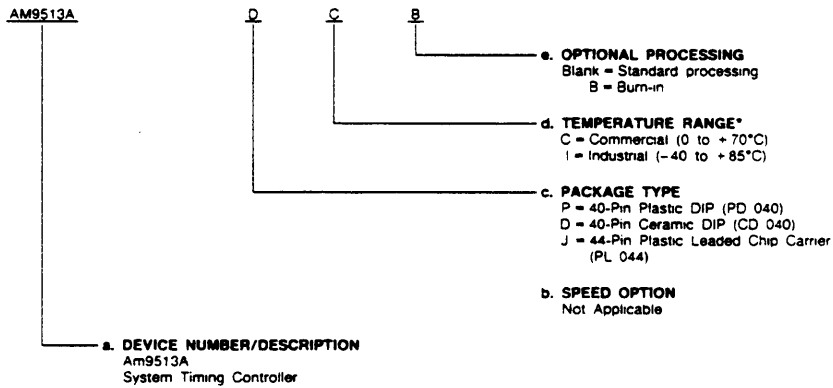 AM9513A D C B
e. OPTIONAL PROCESSING
Blank = Standard processing
B = Burn-in
d. TEMPERATURE RANGE*
C = Commercial (0 to +70°C)
I = Industrial (-40 to +85°C)
c. PACKAGE TYPE
P = 40-Pin Plastic DIP (PD 040)
D = 40-Pin Ceramic DIP (CD 040)
J = 44-Pin Plastic Leaded Chip Carrier
(PL 044)
b. SPEED OPTION
Not Applicable
a. DEVICE NUMBER/DESCRIPTION
Am9513A
System Timing Controller